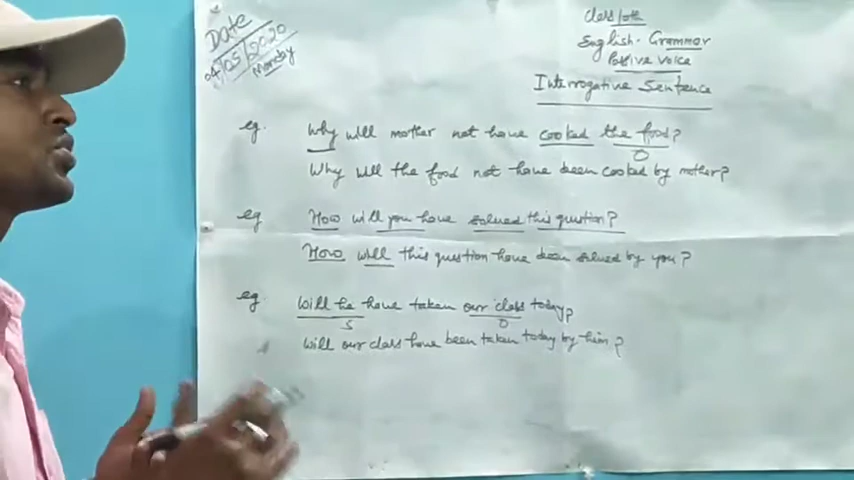 Date
04/05/2020
Monday
Class 10th
English Grammar
Passive Voice
Interrogative Sentence
eg. Why will mother not have cooked the food?
O
Why will the food not have been cooked by mother?
eg How will you have solved this question?
How will this question have been solved by you?
eg. Will he have taken our class today?
S O
Will our class have been taken today by him?